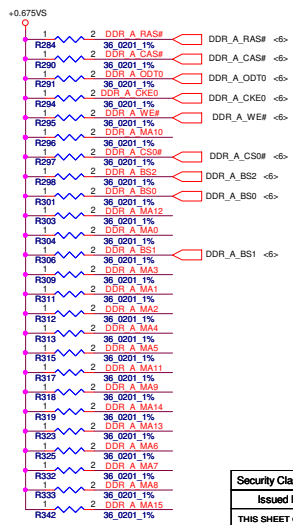 +0.675VS
1 2 DDR_A_RAS# DDR_A_RAS# <6>
R284 36_0201_1%
1 2 DDR_A_CAS# DDR_A_CAS# <6>
R290 36_0201_1%
1 2 DDR_A_ODT0 DDR_A_ODT0 <6>
R291 36_0201_1%
1 2 DDR_A_CKE0 DDR_A_CKE0 <6>
R294 36_0201_1%
1 2 DDR_A_WE# DDR_A_WE# <6>
R295 36_0201_1%
1 2 DDR_A_MA10
R296 36_0201_1%
1 2 DDR_A_CS0# DDR_A_CS0# <6>
R297 36_0201_1%
1 2 DDR_A_BS2 DDR_A_BS2 <6>
R298 36_0201_1%
1 2 DDR_A_BS0 DDR_A_BS0 <6>
R301 36_0201_1%
1 2 DDR_A_MA12
R303 36_0201_1%
1 2 DDR_A_MA0
R304 36_0201_1%
1 2 DDR_A_BS1 DDR_A_BS1 <6>
R306 36_0201_1%
1 2 DDR_A_MA3
R309 36_0201_1%
1 2 DDR_A_MA1
R311 36_0201_1%
1 2 DDR_A_MA2
R312 36_0201_1%
1 2 DDR_A_MA4
R313 36_0201_1%
1 2 DDR_A_MA5
R315 36_0201_1%
1 2 DDR_A_MA11
R317 36_0201_1%
1 2 DDR_A_MA9
R318 36_0201_1%
1 2 DDR_A_MA14
R319 36_0201_1%
1 2 DDR_A_MA13
R323 36_0201_1%
1 2 DDR_A_MA6
R325 36_0201_1%
1 2 DDR_A_MA7
R332 36_0201_1%
1 2 DDR_A_MA8
R333 36_0201_1%
1 2 DDR_A_MA15
R342 36_0201_1%
Security Cla
Issued
THIS SHEET